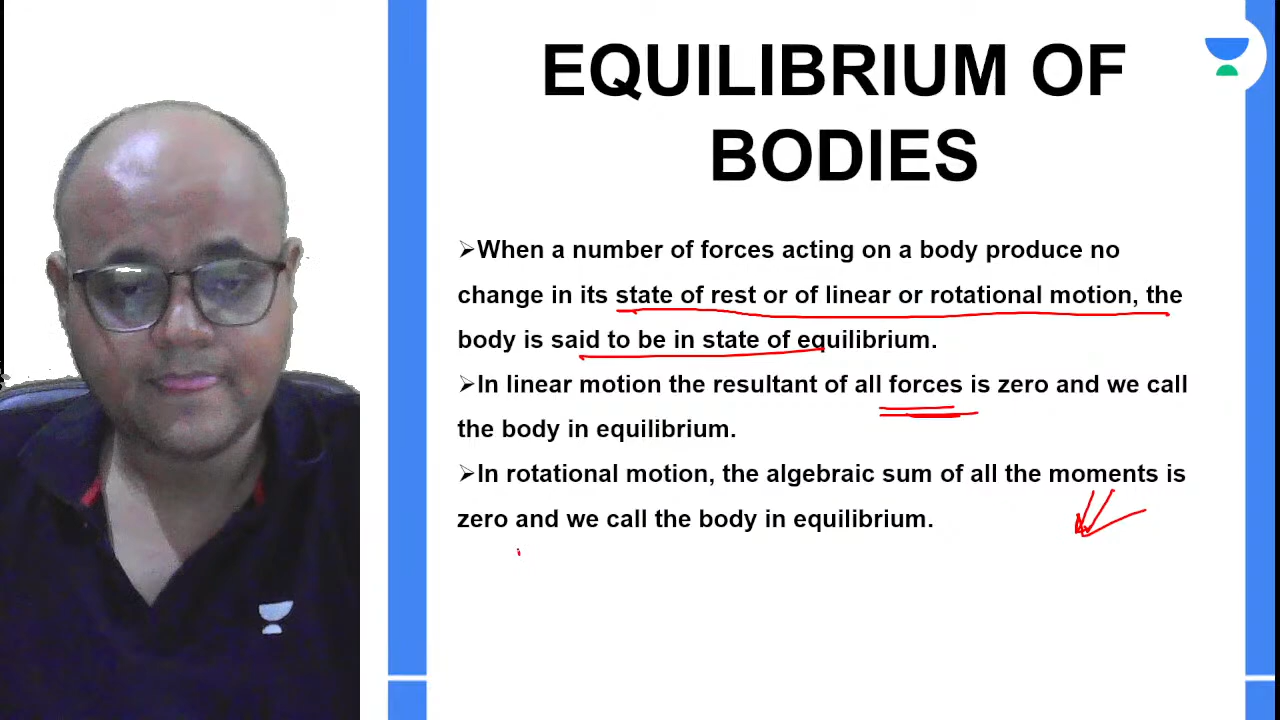 EQUILIBRIUM OF
BODIES
➢When a number of forces acting on a body produce no
change in its state of rest or of linear or rotational motion, the
body is said to be in state of equilibrium.
➢In linear motion the resultant of all forces is zero and we call
the body in equilibrium.
➢In rotational motion, the algebraic sum of all the moments is
zero and we call the body in equilibrium.